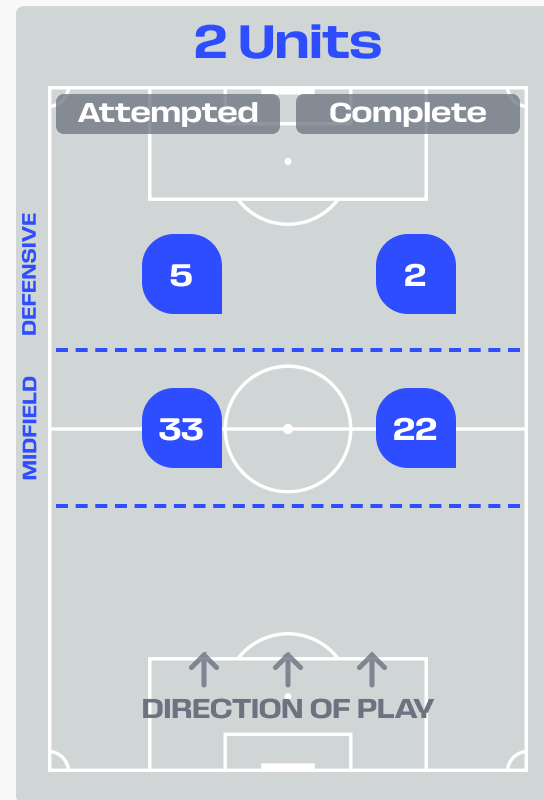 2 Units
Attempted Complete
DEFENSIVE
5 2
MIDFIELD
33 22
DIRECTION OF PLAY